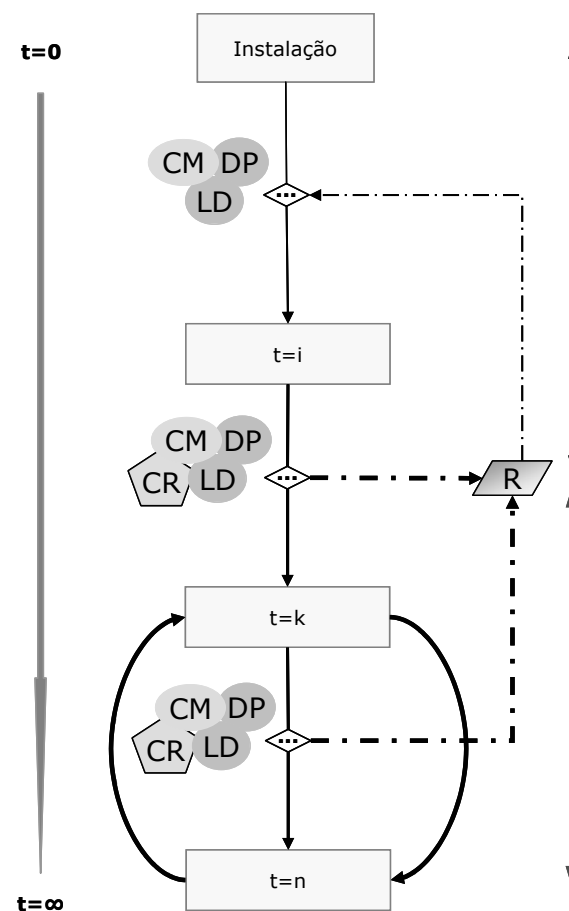 t=0
Instalação
CM DP
LD
...
t=i
CM DP
CR LD
...
R
t=k
CM DP
CR LD
...
t=n
t=∞